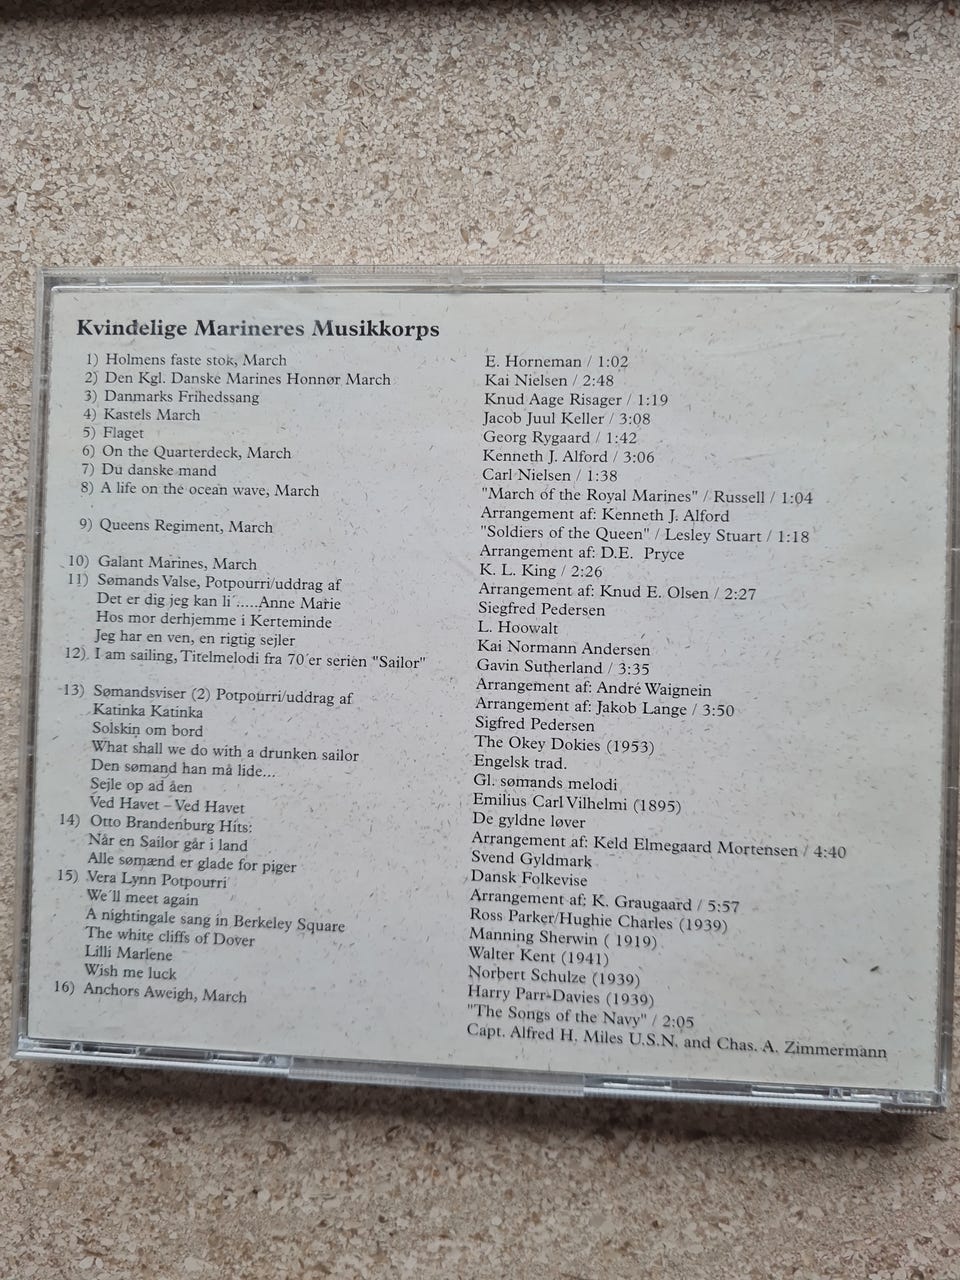 Kvindelige Marineres Musikkorps
1) Holmens faste stok, March E. Horneman / 1:02
2) Den Kgl. Danske Marines Honnør March Kai Nielsen / 2:48
3) Danmarks Frihedssang Knud Aage Risager / 1:19
4) Kastels March Jacob Juul Keller / 3:08
5) Flaget Georg Rygaard / 1:42
6) On the Quarterdeck, March Kenneth J. Alford / 3:06
7) Du danske mand Carl Nielsen / 1:38
8) A life on the ocean wave, March "March of the Royal Marines" / Russell / 1:04
Arrangement af: Kenneth J. Alford
9) Queens Regiment, March "Soldiers of the Queen" / Lesley Stuart / 1:18
Arrangement af: D.E. Pryce
10) Galant Marines, March K. L. King / 2:26
11) Sømands Valse, Potpourri/uddrag af Arrangement af: Knud E. Olsen / 2:27
Det er dig jeg kan li´.....Anne Marie Siegfred Pedersen
Hos mor derhjemme i Kerteminde L. Hoowalt
Jeg har en ven, en rigtig sejler Kai Normann Andersen
12) I am sailing, Titelmelodi fra 70´er serien "Sailor" Gavin Sutherland / 3:35
Arrangement af: André Waignein
13) Sømandsviser (2) Potpourri/uddrag af Arrangement af: Jakob Lange / 3:50
Katinka Katinka Sigfred Pedersen
Solskin om bord The Okey Dokies (1953)
What shall we do with a drunken sailor Engelsk trad.
Den sømand han må lide... Gl. sømands melodi
Sejle op ad åen Emilius Carl Vilhelmi (1895)
Ved Havet – Ved Havet De gyldne løver
14) Otto Brandenburg Hits: Arrangement af: Keld Elmegaard Mortensen / 4:40
Når en Sailor går i land Svend Gyldmark
Alle sømænd er glade for piger Dansk Folkevise
15) Vera Lynn Potpourri Arrangement af: K. Graugaard / 5:57
We´ll meet again Ross Parker/Hughie Charles (1939)
A nightingale sang in Berkeley Square Manning Sherwin ( 1919)
The white cliffs of Dover Walter Kent (1941)
Lilli Marlene Norbert Schulze (1939)
Wish me luck Harry Parr-Davies (1939)
16) Anchors Aweigh, March "The Songs of the Navy" / 2:05
Capt. Alfred H. Miles U.S.N. and Chas. A. Zimmermann